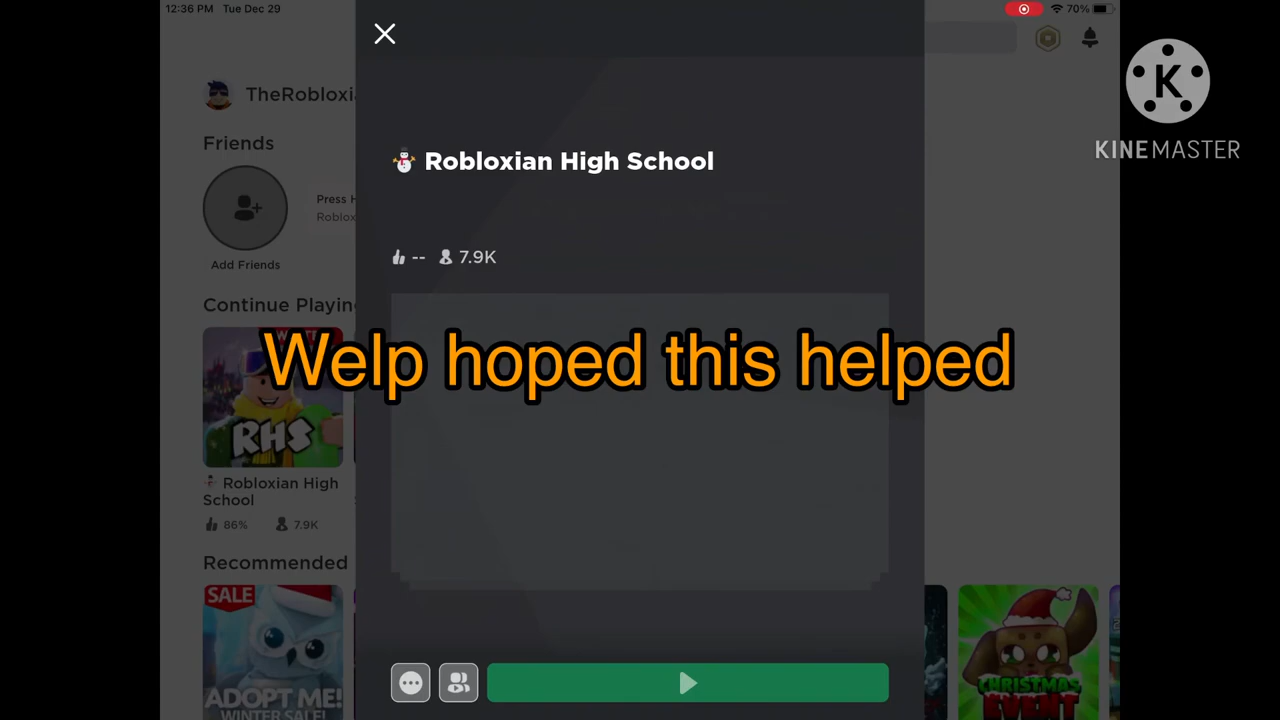 12:36 PM Tue Dec 29
70%
TheRobloxi
Friends
Add Friends
Press H
Roblox
Continue Playin
RHS
Robloxian High
School
86% 7.9K
Recommended
SALE
ADOPT ME!
WINTER SALE!
Robloxian High School
-- 7.9K
Welp hoped this helped
CHRISTMAS
EVENT
K
KINEMASTER